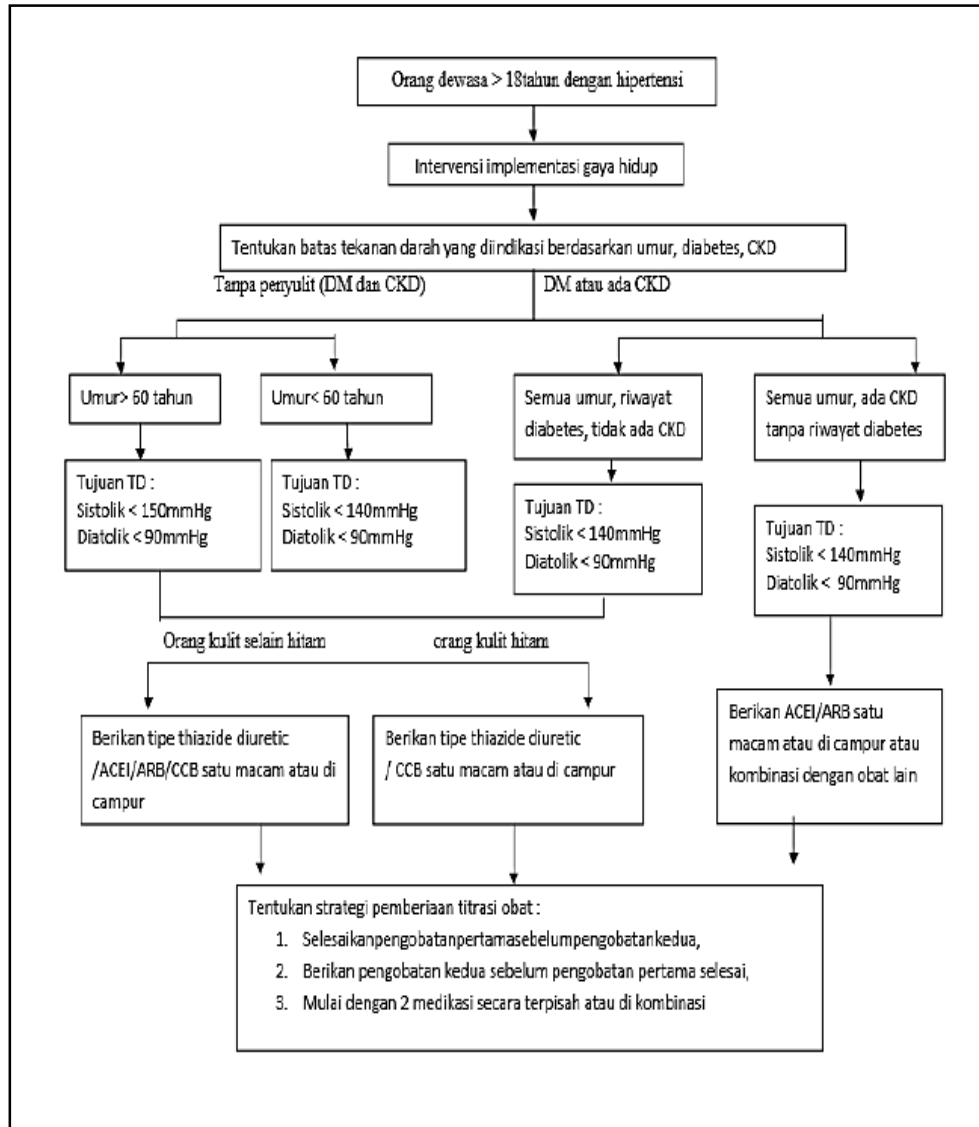 Orang dewasa > 18tahun dengan hipertensi
Intervensi implementasi gaya hidup
Tentukan batas tekanan darah yang diindikasi berdasarkan umur, diabetes, CKD
Tanpa penyulit (DM dan CKD)
DM atau ada CKD
Umur> 60 tahun
Umur< 60 tahun
Semua umur, riwayat
diabetes, tidak ada CKD
Semua umur, ada CKD
tanpa riwayat diabetes
Tujuan TD :
Sistolik < 150mmHg
Diatolik < 90mmHg
Tujuan TD :
Sistolik < 140mmHg
Diatolik < 90mmHg
Tujuan TD :
Sistolik < 140mmHg
Diatolik < 90mmHg
Tujuan TD :
Sistolik < 140mmHg
Diatolik < 90mmHg
Orang kulit selain hitam
orang kulit hitam
Berikan tipe thiazide diuretic
/ACEI/ARB/CCB satu macam atau di
campur
Berikan tipe thiazide diuretic
/ CCB satu macam atau di campur
Berikan ACEI/ARB satu
macam atau di campur atau
kombinasi dengan obat lain
Tentukan strategi pemberiaan titrasi obat :
1. Selesaikanpengobatanpertamasebelumpengobatankedua,
2. Berikan pengobatan kedua sebelum pengobatan pertama selesai,
3. Mulai dengan 2 medikasi secara terpisah atau di kombinasi